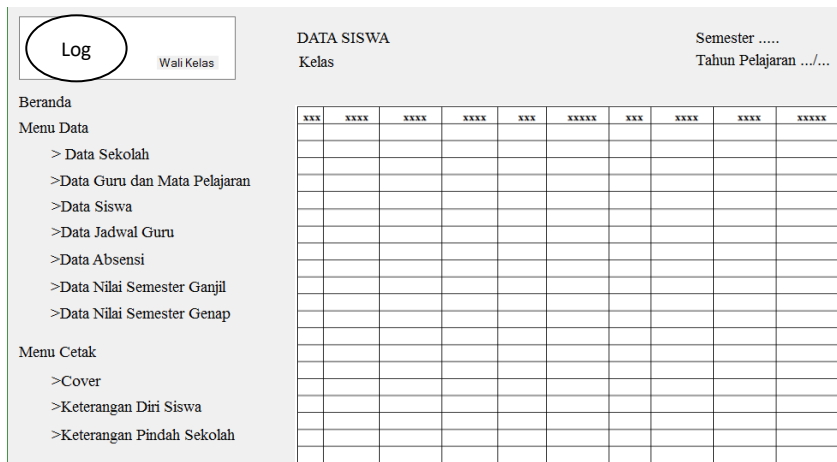 Log
Wali Kelas
DATA SISWA
Kelas
Semester .....
Tahun Pelajaran .../...
Beranda
Menu Data
> Data Sekolah
>Data Guru dan Mata Pelajaran
>Data Siswa
>Data Jadwal Guru
>Data Absensi
>Data Nilai Semester Ganjil
>Data Nilai Semester Genap
Menu Cetak
>Cover
>Keterangan Diri Siswa
>Keterangan Pindah Sekolah
xxx xxxx xxxx xxxx xxx xxxxx xxx xxxx xxxx xxxxx